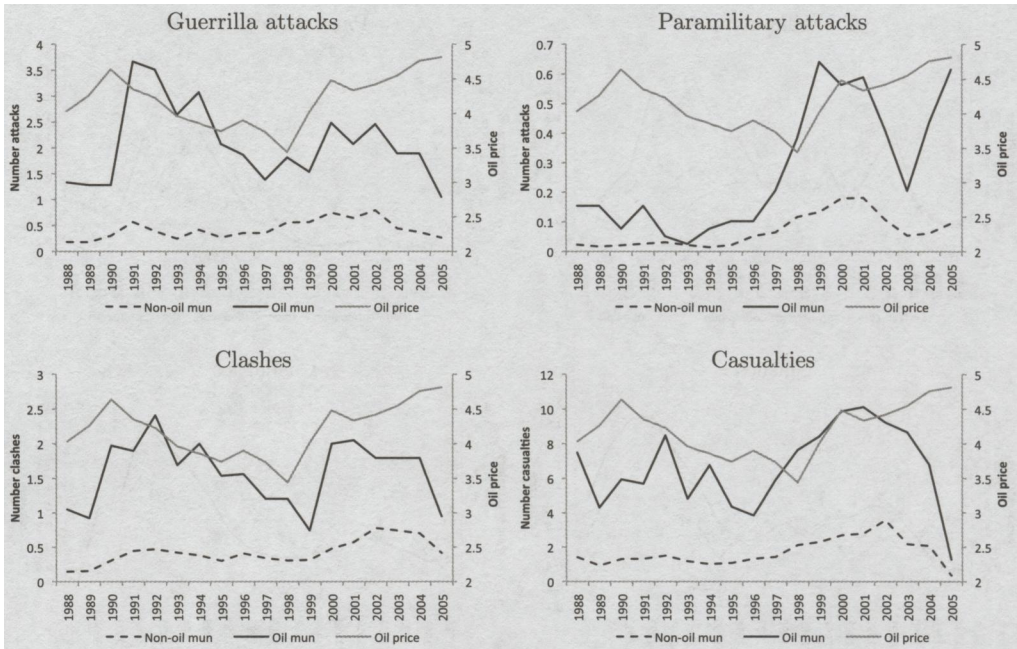 Guerrilla attacks
Number attacks
4
3.5
3
2.5
2
1.5
1
0.5
0
5
4.5
4
3.5
3
2.5
2
Oil price
1988 1989 1990 1991 1992 1993 1994 1995 1996 1997 1998 1999 2000 2001 2002 2003 2004 2005
Non-oil mun Oil mun Oil price
Paramilitary attacks
Number attacks
0.7
0.6
0.5
0.4
0.3
0.2
0.1
0
5
4.5
4
3.5
3
2.5
2
Oil price
1988 1989 1990 1991 1992 1993 1994 1995 1996 1997 1998 1999 2000 2001 2002 2003 2004 2005
Non-oil mun Oil mun Oil price
Clashes
Number clashes
3
2.5
2
1.5
1
0.5
0
5
4.5
4
3.5
3
2.5
2
Oil price
1988 1989 1990 1991 1992 1993 1994 1995 1996 1997 1998 1999 2000 2001 2002 2003 2004 2005
Non-oil mun Oil mun Oil price
Casualties
Number casualties
12
10
8
6
4
2
0
5
4.5
4
3.5
3
2.5
2
Oil price
1988 1989 1990 1991 1992 1993 1994 1995 1996 1997 1998 1999 2000 2001 2002 2003 2004 2005
Non-oil mun Oil mun Oil price